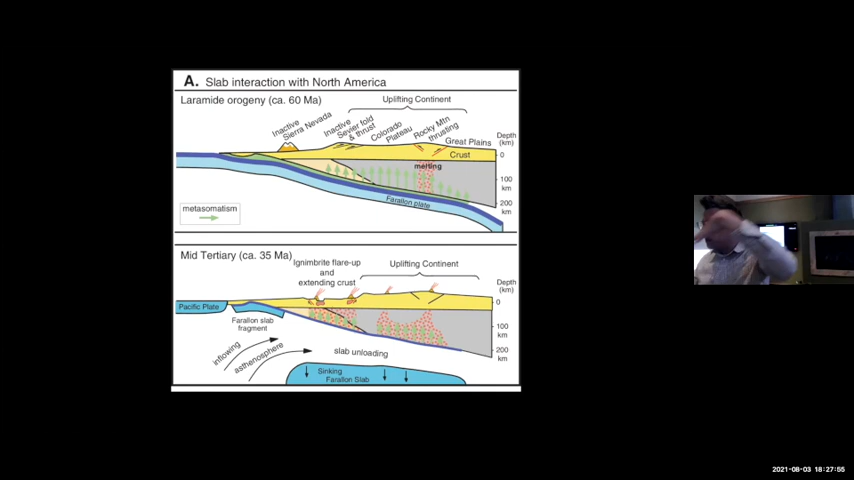 A. Slab interaction with North America
Laramide orogeny (ca. 60 Ma)
Uplifting Continent
Inactive
Sierra Nevada
Inactive
Sevier fold
& thrust
Colorado
Plateau
Rocky Mtn
thrusting
Great Plains
Depth
(km)
0
Crust
melting
100
km
200
km
Farallon plate
metasomatism
Mid Tertiary (ca. 35 Ma)
Ignimbrite flare-up
and
extending crust
Uplifting Continent
Depth
(km)
0
Pacific Plate
Farallon slab
fragment
100
km
200
km
inflowing
asthenosphere
slab unloading
Sinking
Farallon Slab
2021-08-03 18:27:55